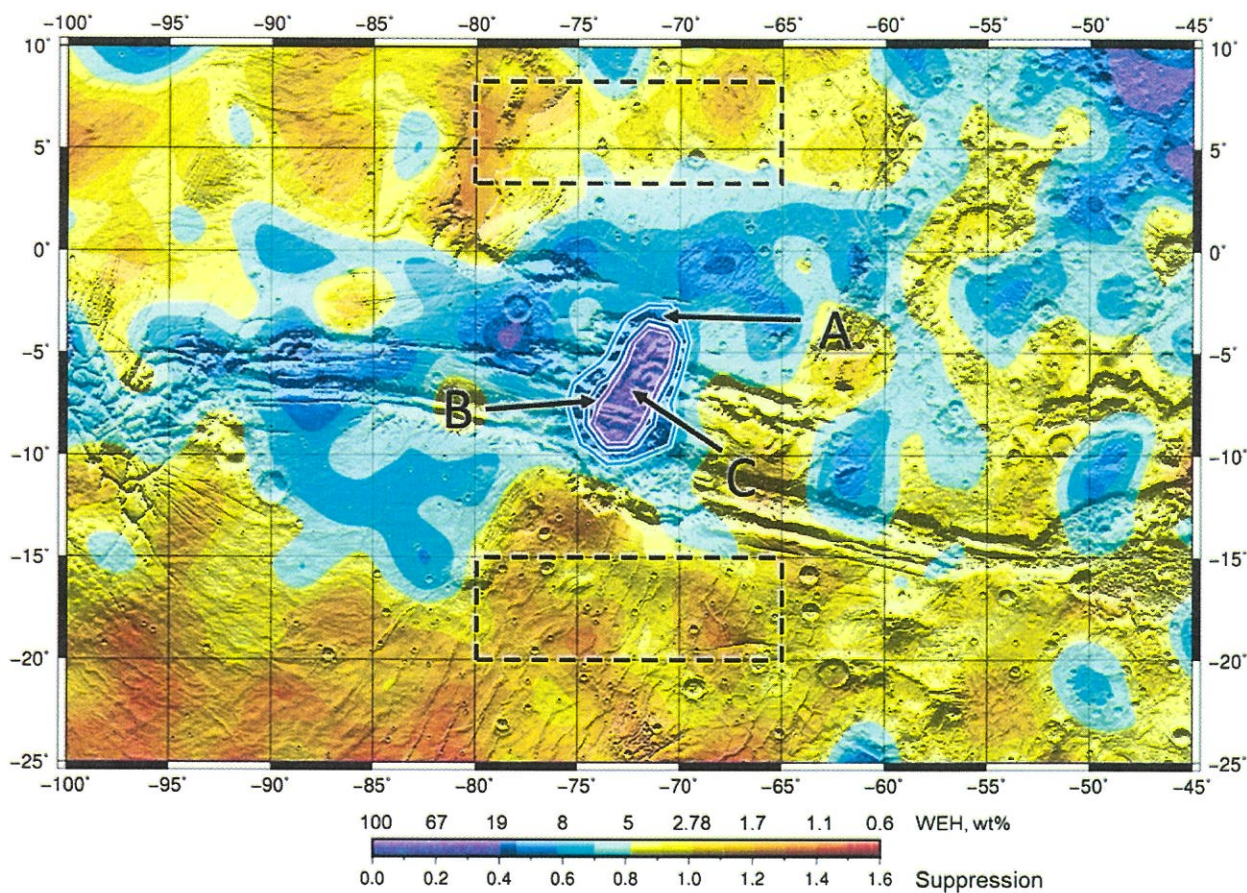 −100° −95° −90° −85° −80° −75° −70° −65° −60° −55° −50° −45°
10° 10°
5° 5°
0° 0°
A
−5° −5°
B
C
−10° −10°
−15° −15°
−20° −20°
−25° −25°
−100° −95° −90° −85° −80° −75° −70° −65° −60° −55° −50° −45°
100 67 19 8 5 2.78 1.7 1.1 0.6 WEH, wt%
0.0 0.2 0.4 0.6 0.8 1.0 1.2 1.4 1.6 Suppression